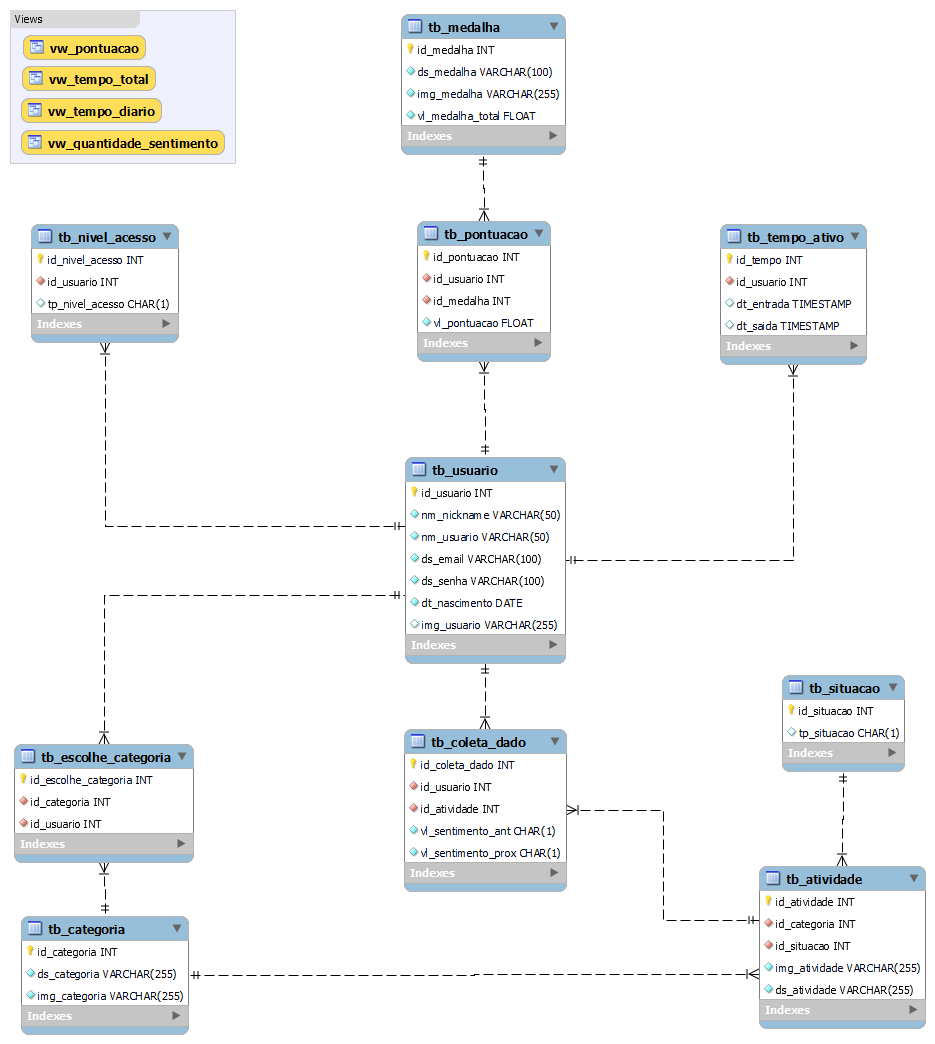 Views
vw_pontuacao
vw_tempo_total
vw_tempo_diario
vw_quantidade_sentimento
tb_medalha
id_medalha INT
ds_medalha VARCHAR(100)
img_medalha VARCHAR(255)
vl_medalha_total FLOAT
Indexes
tb_nivel_acesso
id_nivel_acesso INT
id_usuario INT
tp_nivel_acesso CHAR(1)
Indexes
tb_pontuacao
id_pontuacao INT
id_usuario INT
id_medalha INT
vl_pontuacao FLOAT
Indexes
tb_tempo_ativo
id_tempo INT
id_usuario INT
dt_entrada TIMESTAMP
dt_saida TIMESTAMP
Indexes
tb_usuario
id_usuario INT
nm_nickname VARCHAR(50)
nm_usuario VARCHAR(50)
ds_email VARCHAR(100)
ds_senha VARCHAR(100)
dt_nascimento DATE
img_usuario VARCHAR(255)
Indexes
tb_situacao
id_situacao INT
tp_situacao CHAR(1)
Indexes
tb_escolhe_categoria
id_escolhe_categoria INT
id_categoria INT
id_usuario INT
Indexes
tb_coleta_dado
id_coleta_dado INT
id_usuario INT
id_atividade INT
vl_sentimento_ant CHAR(1)
vl_sentimento_prox CHAR(1)
Indexes
tb_atividade
id_atividade INT
id_categoria INT
id_situacao INT
img_atividade VARCHAR(255)
ds_atividade VARCHAR(255)
Indexes
tb_categoria
id_categoria INT
ds_categoria VARCHAR(255)
img_categoria VARCHAR(255)
Indexes